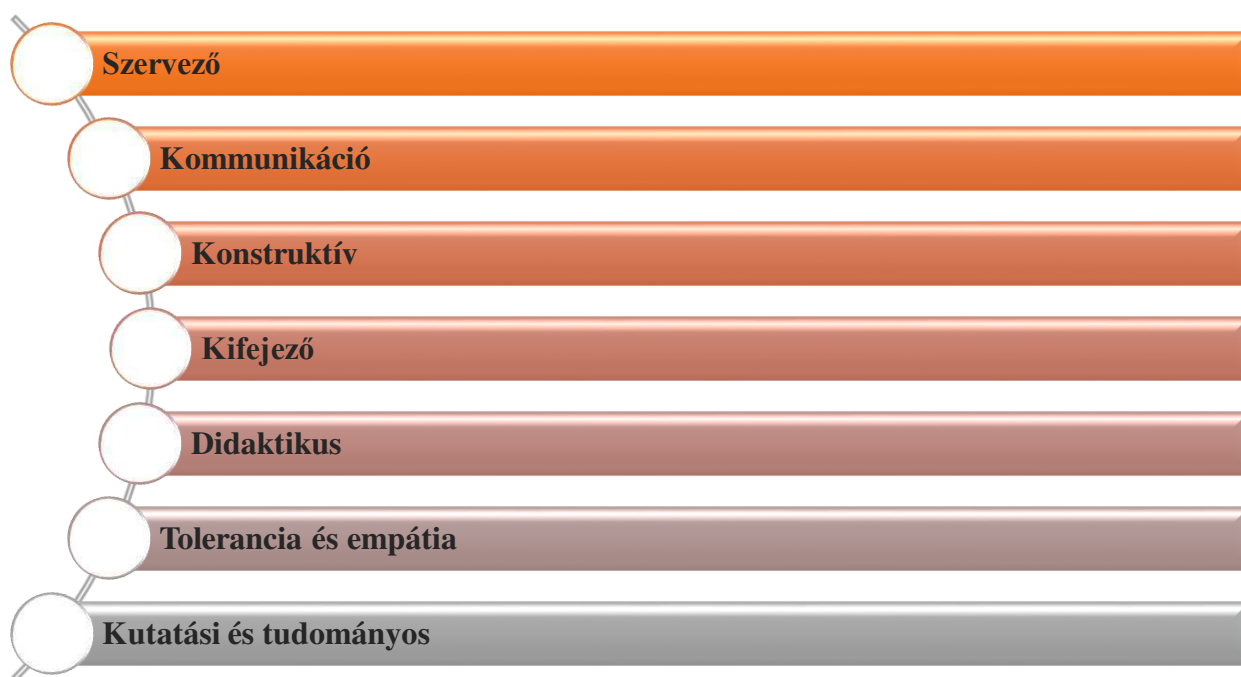 Szervező
Kommunikáció
Konstruktív
Kifejező
Didaktikus
Tolerancia és empátia
Kutatási és tudományos